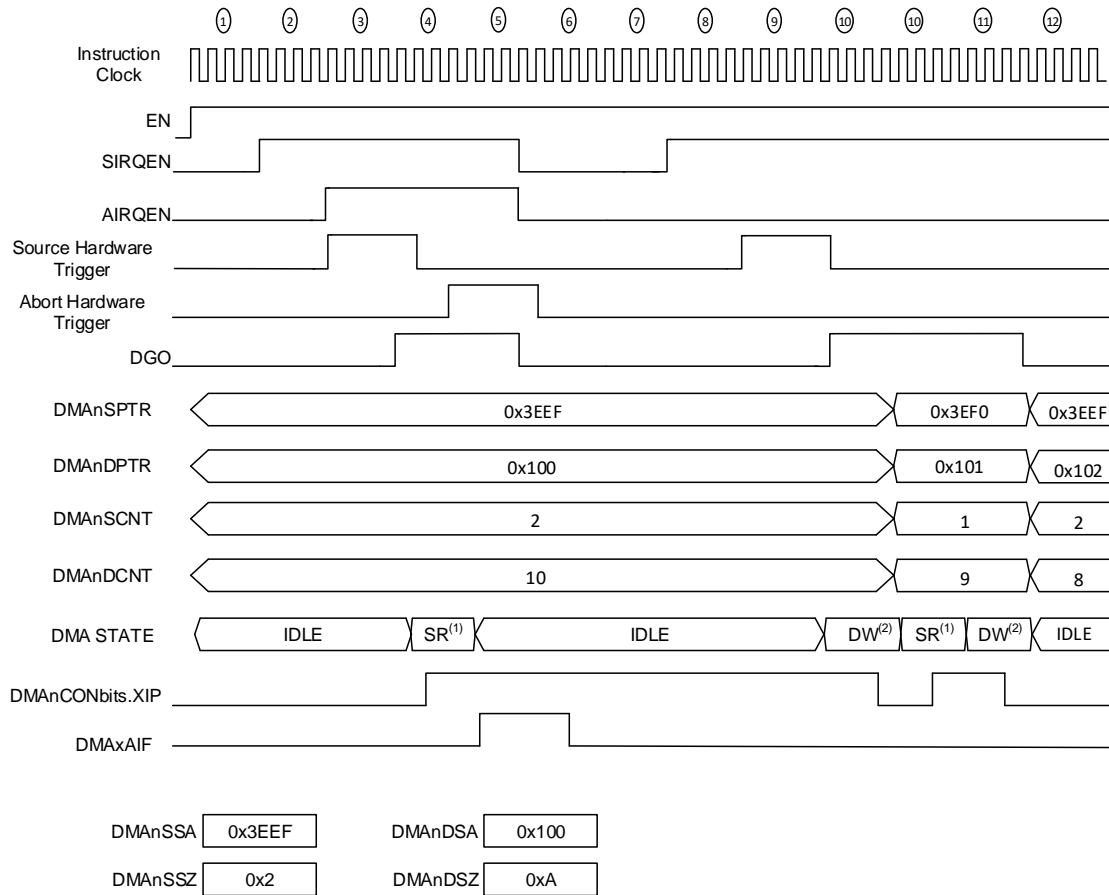 ① ② ③ ④ ⑤ ⑥ ⑦ ⑧ ⑨ ⑩ ⑩ ⑪ ⑫
Instruction
Clock
EN
SIRQEN
AIRQEN
Source Hardware
Trigger
Abort Hardware
Trigger
DGO
DMAnSPTR 0x3EEF 0x3EF0 0x3EEF
DMAnDPTR 0x100 0x101 0x102
DMAnSCNT 2 1 2
DMAnDCNT 10 9 8
DMA STATE IDLE SR(1) IDLE DW(2) SR(1) DW(2) IDLE
DMAnCONbits.XIP
DMAxAIF
DMAnSSA 0x3EEF DMAnDSA 0x100
DMAnSSZ 0x2 DMAnDSZ 0xA